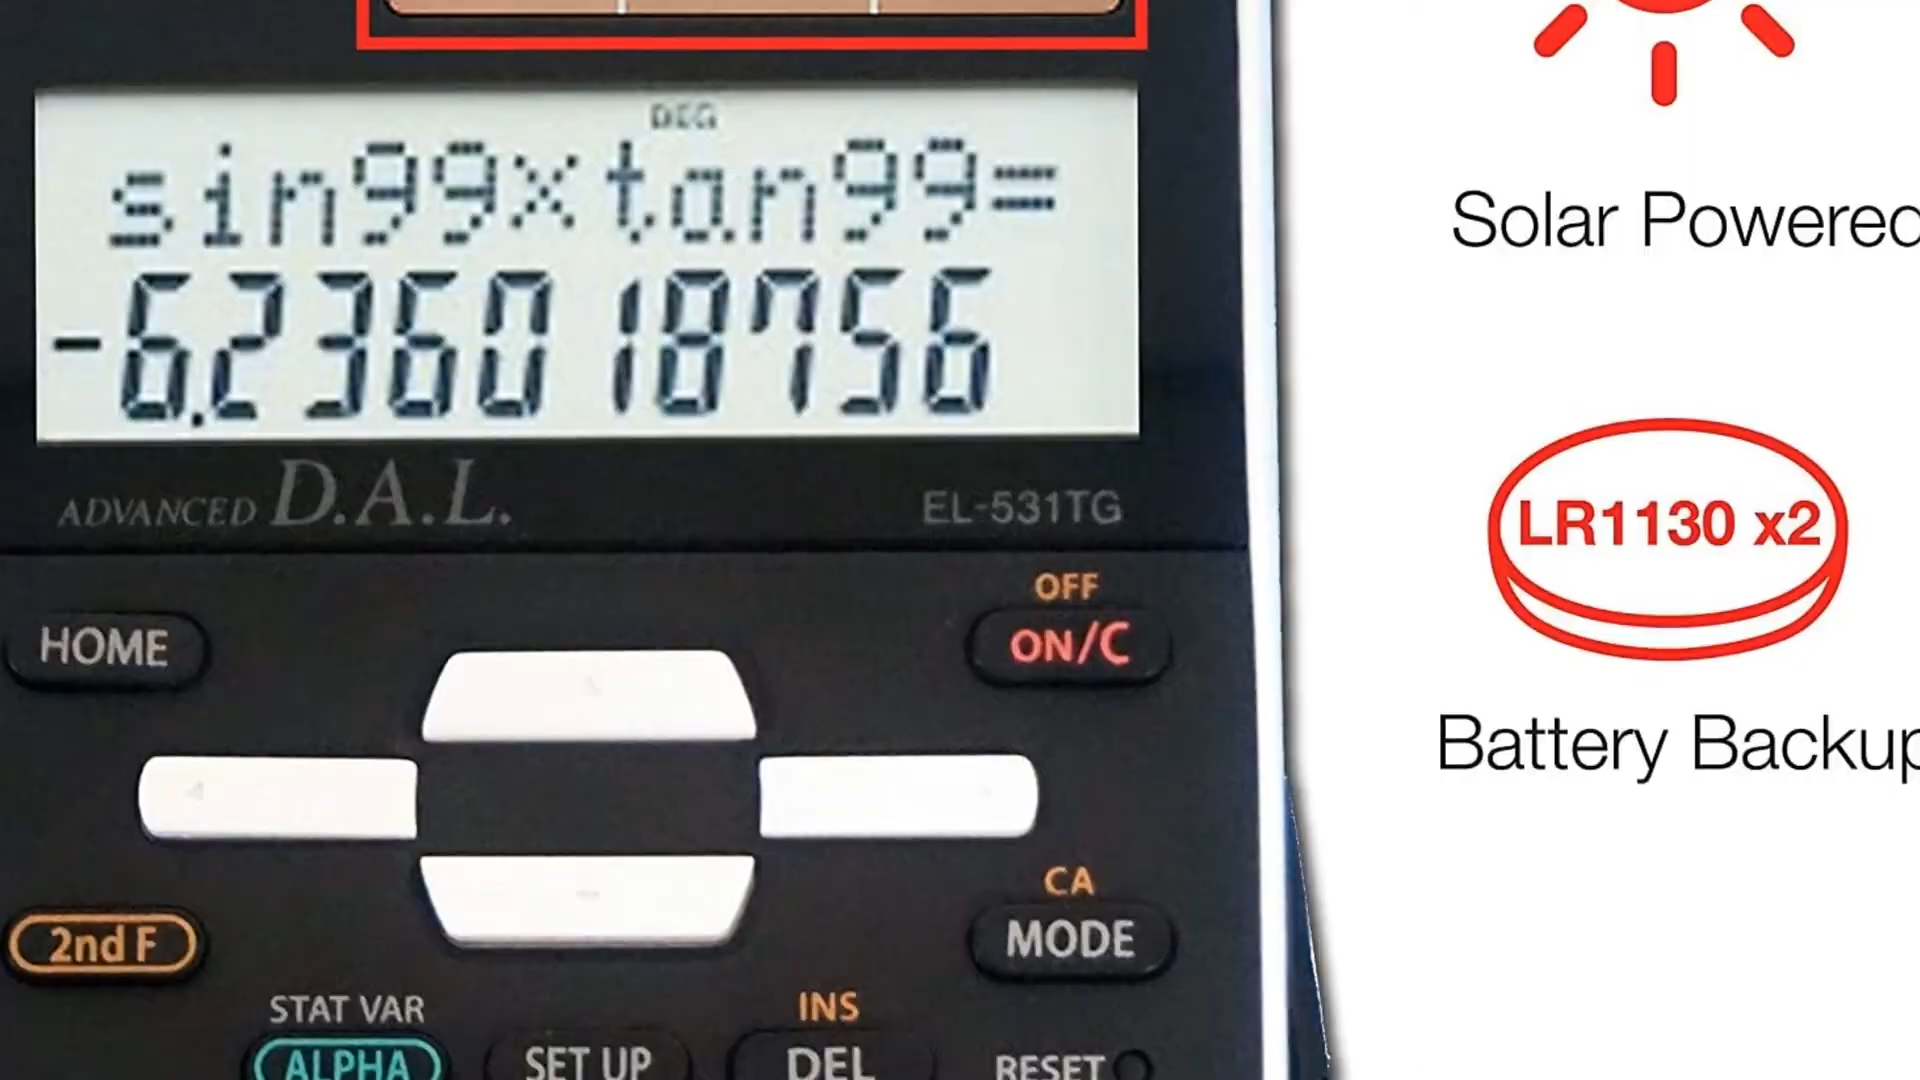 DEG
sin99×tan99=
-6.236018756
ADVANCED D.A.L.
EL-531TG
OFF
HOME
ON/C
CA
2nd F
MODE
STAT VAR
INS
ALPHA
SET UP
DEL
RESET
Solar Powered
LR1130 x2
Battery Backup